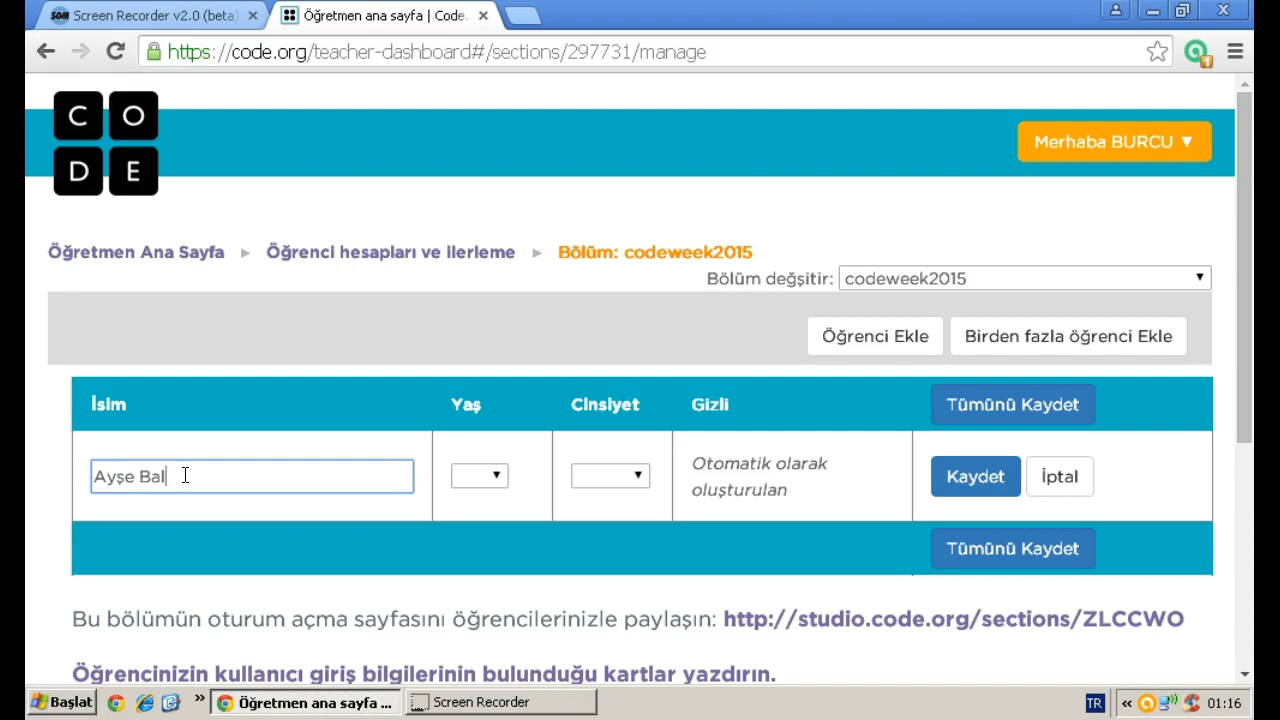 Screen Recorder v2.0 (beta)
Öğretmen ana sayfa | Code.
https://code.org/teacher-dashboard#/sections/297731/manage
C O
D E
Merhaba BURCU ▼
Öğretmen Ana Sayfa ▶ Öğrenci hesapları ve ilerleme ▶ Bölüm: codeweek2015
Bölüm değşitir: codeweek2015
Öğrenci Ekle Birden fazla öğrenci Ekle
İsim Yaş Cinsiyet Gizli Tümünü Kaydet
Ayşe Bal Otomatik olarak oluşturulan Kaydet İptal
Tümünü Kaydet
Bu bölümün oturum açma sayfasını öğrencilerinizle paylaşın: http://studio.code.org/sections/ZLCCWO
Öğrencinizin kullanıcı giriş bilgilerinin bulunduğu kartlar yazdırın.
Başlat » Öğretmen ana sayfa ... Screen Recorder TR « 01:16